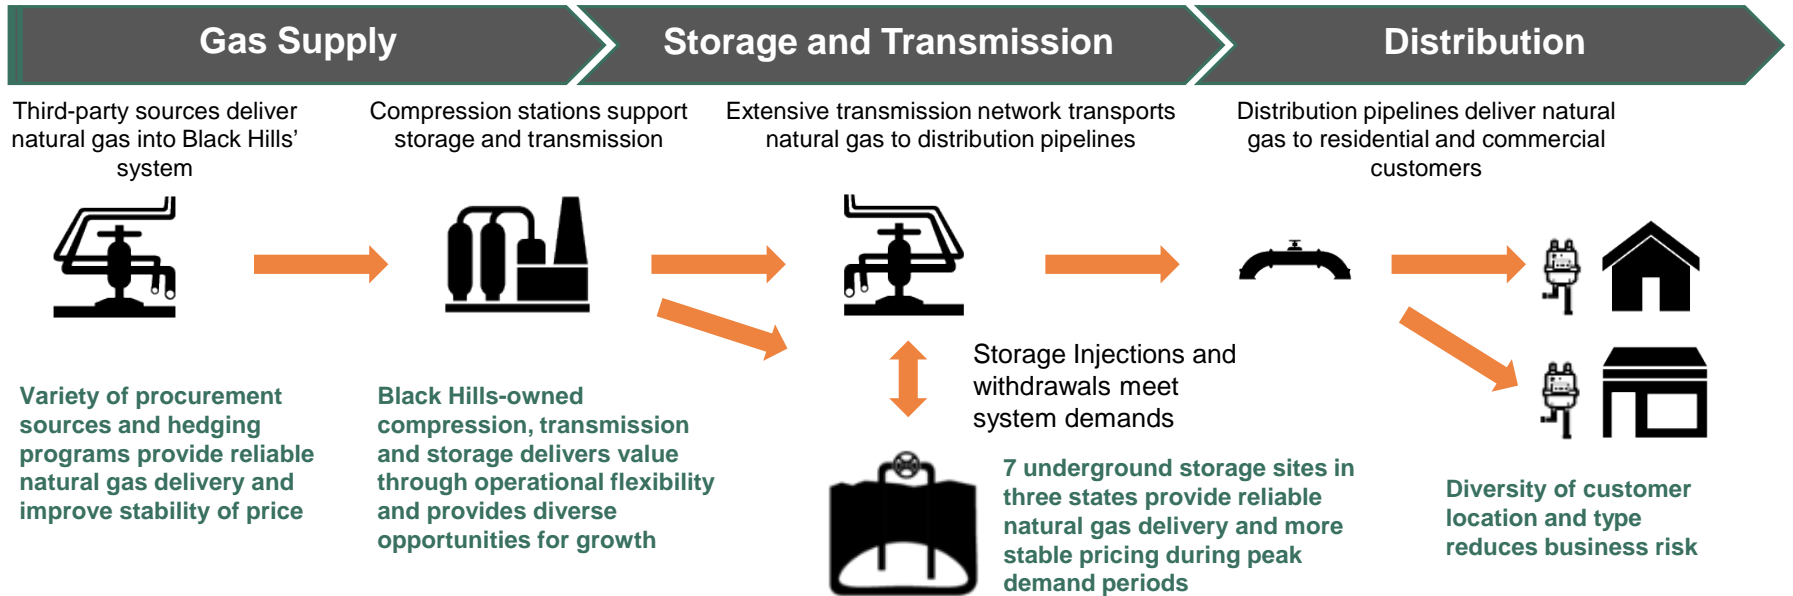 Gas Supply
Storage and Transmission
Distribution
Third-party sources deliver
natural gas into Black Hills'
system
Compression stations support
storage and transmission
Extensive transmission network transports
natural gas to distribution pipelines
Distribution pipelines deliver natural
gas to residential and commercial
customers
Storage Injections and
withdrawals meet
system demands
Variety of procurement
sources and hedging
programs provide reliable
natural gas delivery and
improve stability of price
Black Hills-owned
compression, transmission
and storage delivers value
through operational flexibility
and provides diverse
opportunities for growth
7 underground storage sites in
three states provide reliable
natural gas delivery and more
stable pricing during peak
demand periods
Diversity of customer
location and type
reduces business risk